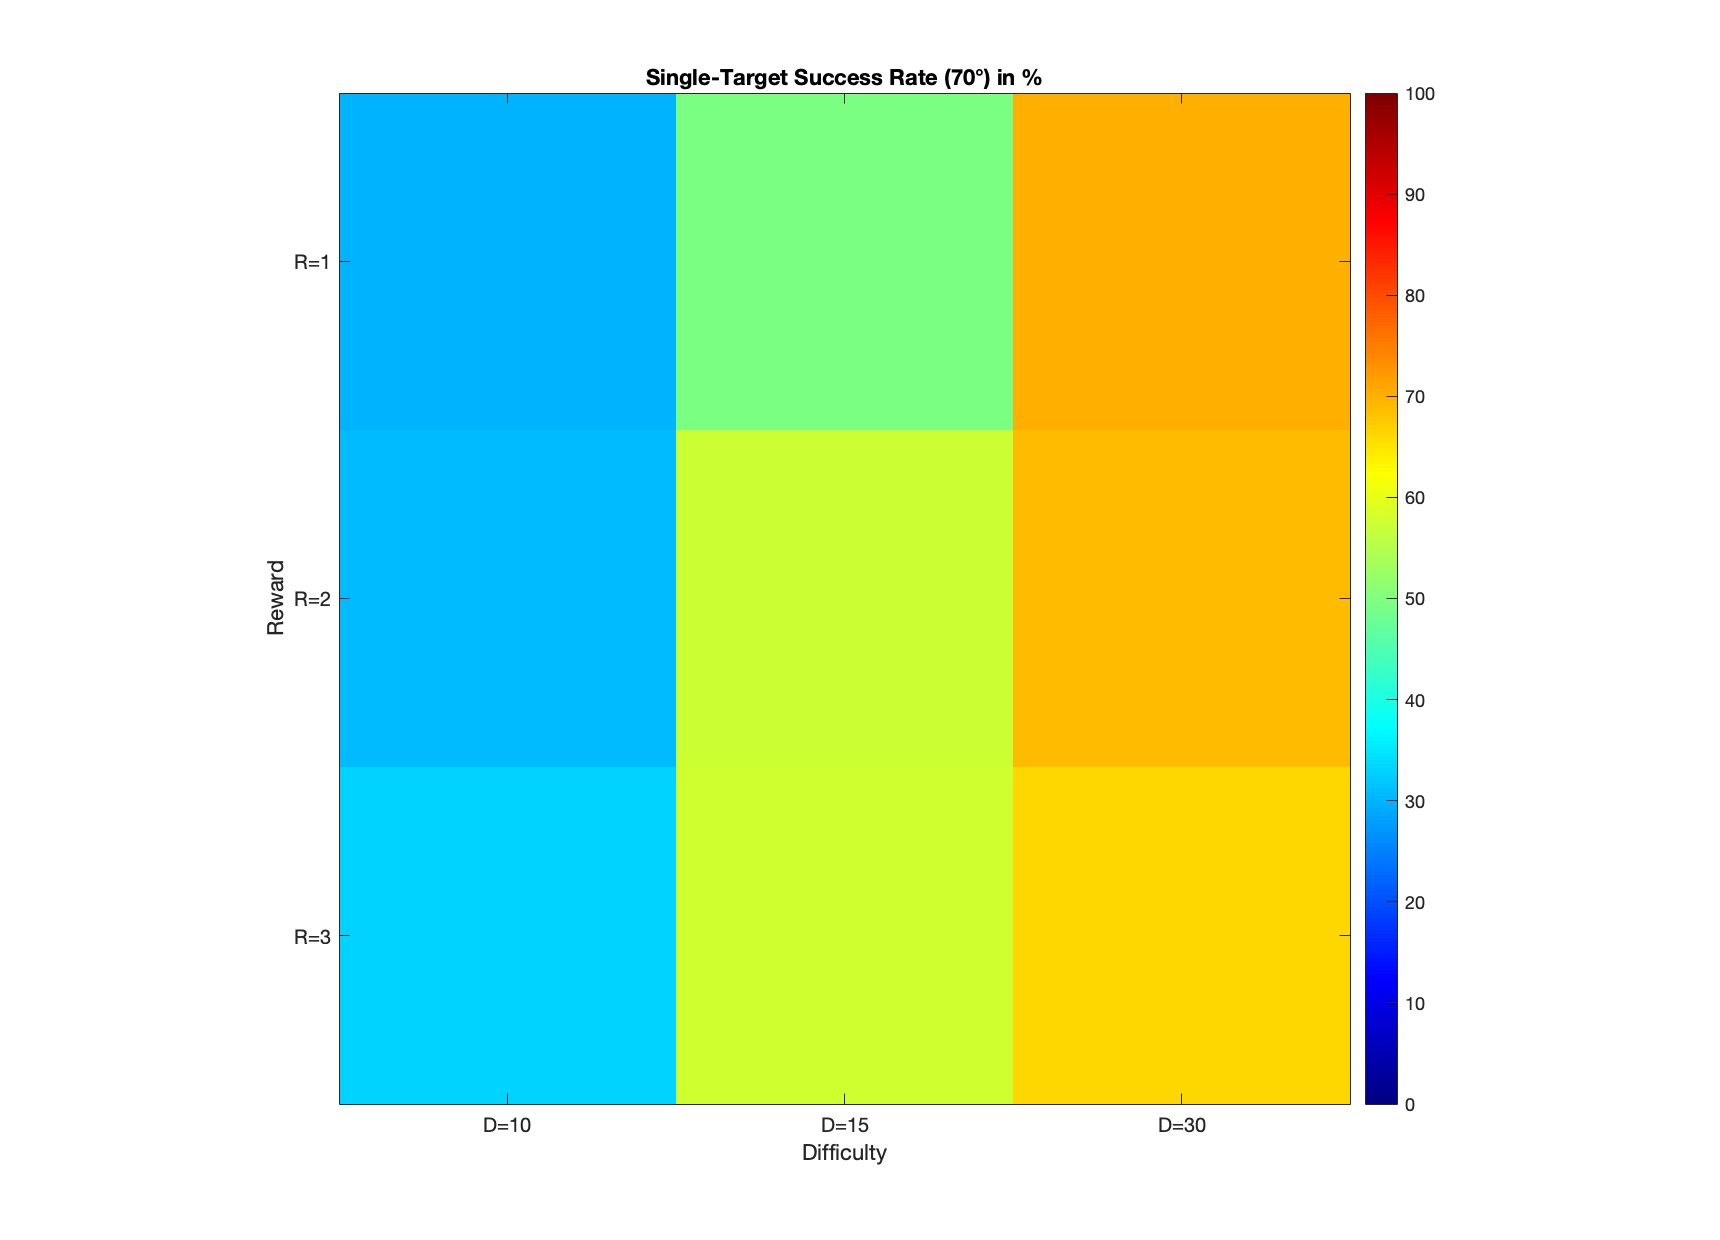 Single-Target Success Rate (70°) in %
100
90
80
70
60
50
40
30
20
10
0
Reward
R=1
R=2
R=3
D=10 D=15 D=30
Difficulty